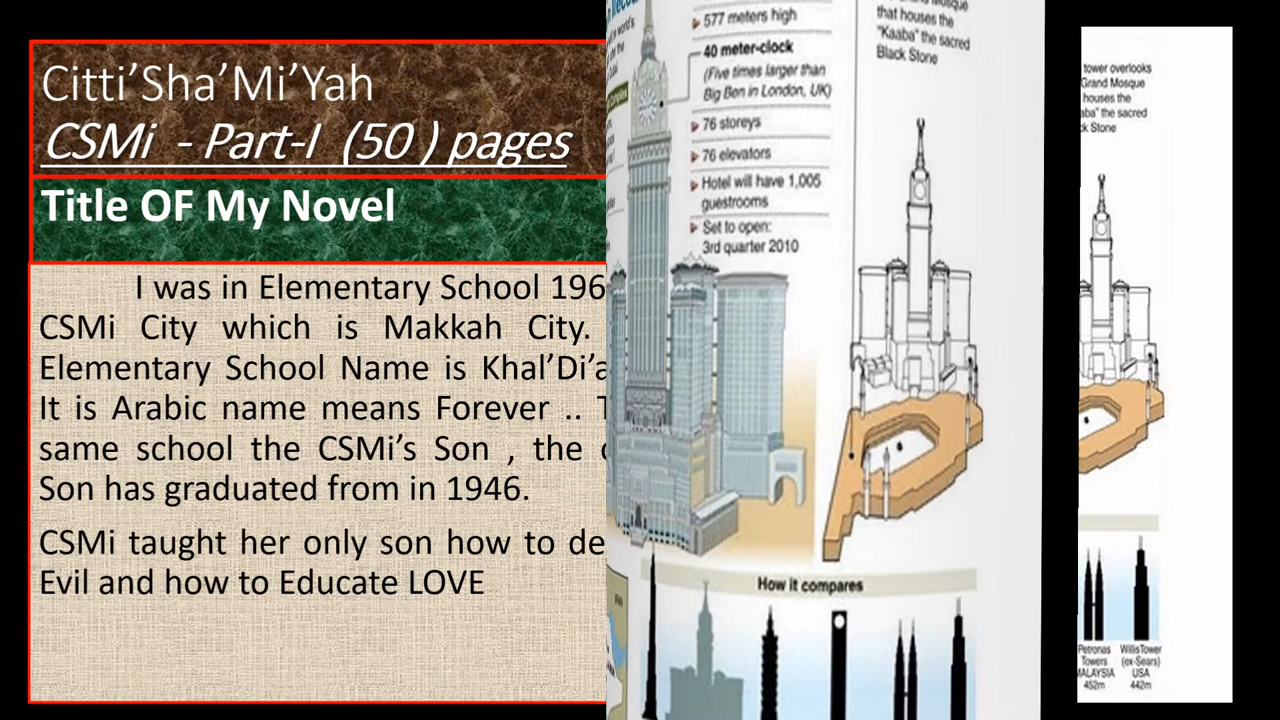 Citti’Sha’Mi’Yah
CSMi - Part-I (50 ) pages
Title OF My Novel
I was in Elementary School 196
CSMi City which is Makkah City.
Elementary School Name is Khal’Di’a
It is Arabic name means Forever .. T
same school the CSMi’s Son , the
Son has graduated from in 1946.
CSMi taught her only son how to de
Evil and how to Educate LOVE
577 meters high
40 meter-clock
(Five times larger than
Big Ben in London, UK)
76 storeys
76 elevators
Hotel will have 1,005
guestrooms
Set to open:
3rd quarter 2010
that houses the
"Kaaba" the sacred
Black Stone
How it compares
tower overlooks
Grand Mosque
houses the
aba" the sacred
ck Stone
Petronas
Towers
MALAYSIA
452m
Willis Tower
(ex-Sears)
USA
442m